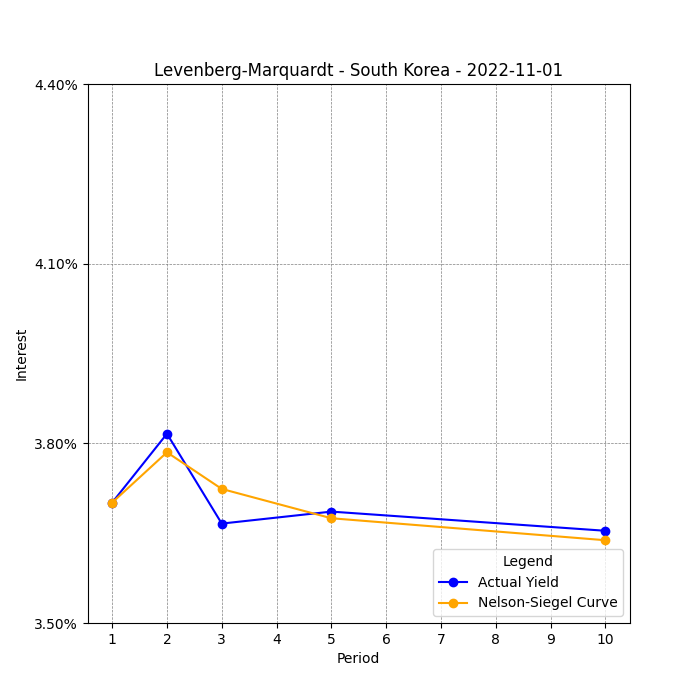 Levenberg-Marquardt - South Korea - 2022-11-01
4.40%
4.10%
3.80%
3.50%
Interest
1 2 3 4 5 6 7 8 9 10
Period
Legend
Actual Yield
Nelson-Siegel Curve